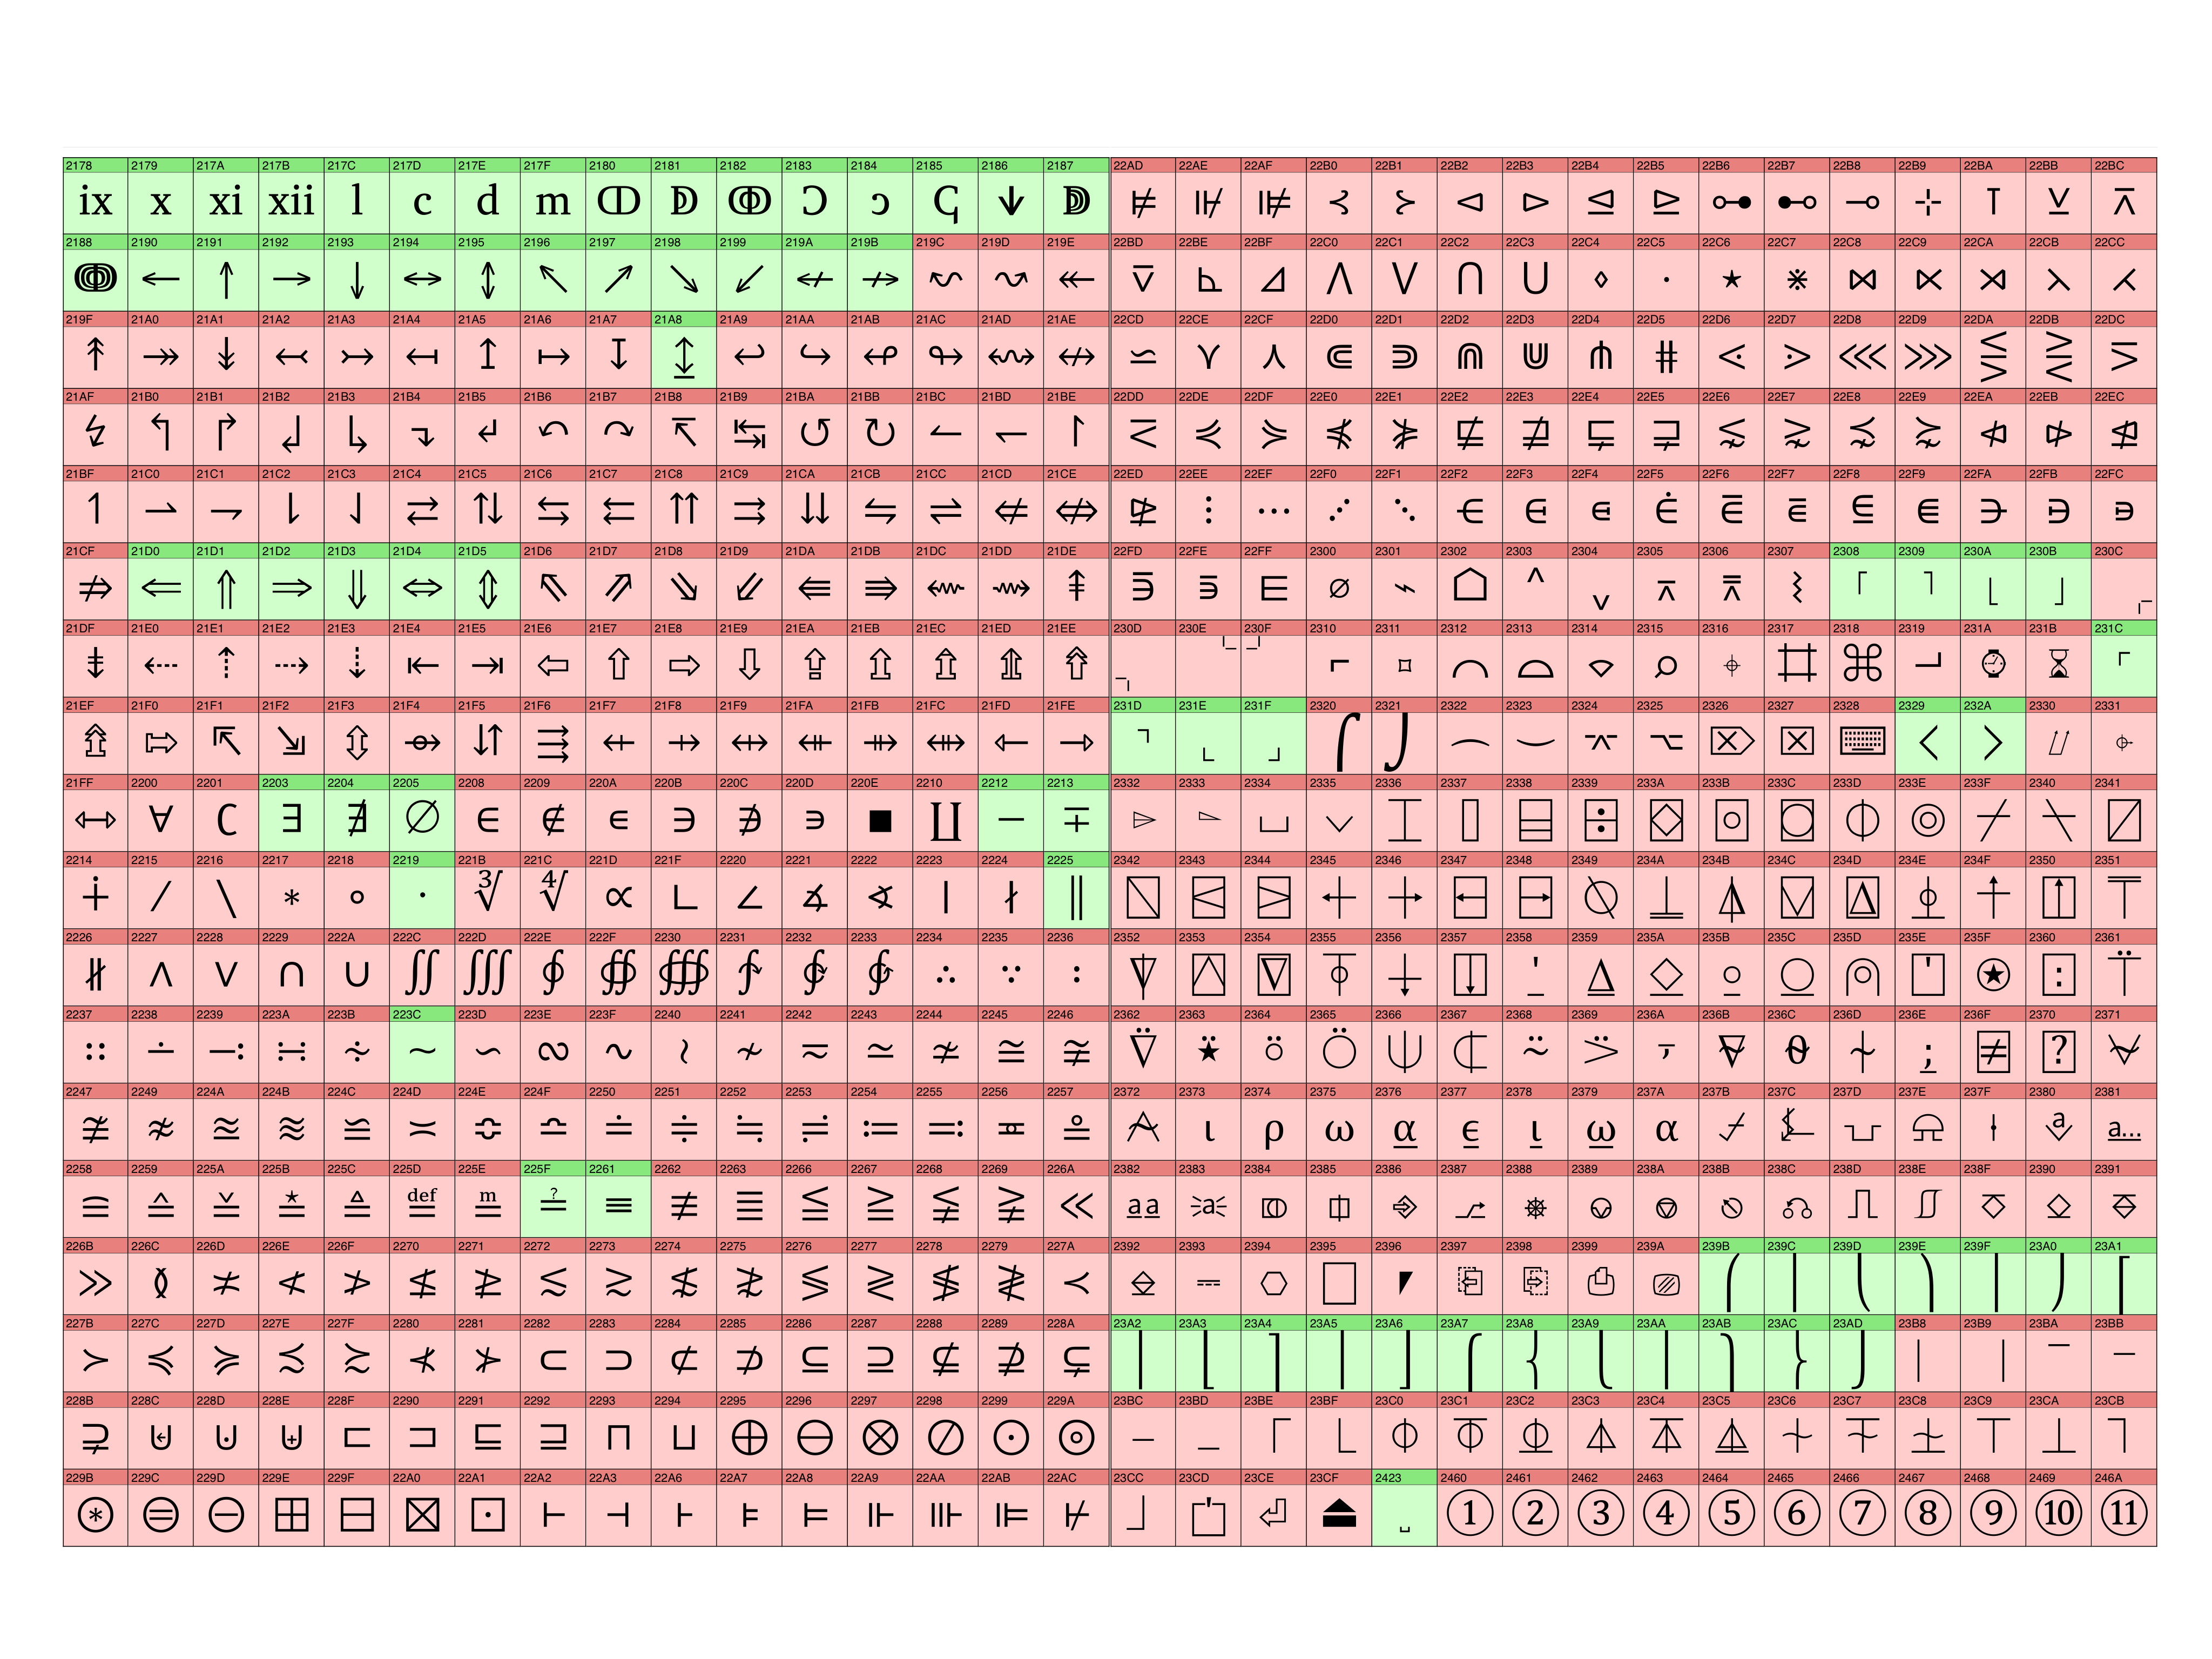 2178 2179 217A 217B 217C 217D 217E 217F 2180 2181 2182 2183 2184 2185 2186 2187
ⅸ ⅹ ⅺ ⅻ ⅼ ⅽ ⅾ ⅿ ↀ ↁ ↂ Ↄ ↄ ↅ ↆ ↇ
2188 2190 2191 2192 2193 2194 2195 2196 2197 2198 2199 219A 219B 219C 219D 219E
ↈ ← ↑ → ↓ ↔ ↕ ↖ ↗ ↘ ↙ ↚ ↛ ↜ ↝ ↞
219F 21A0 21A1 21A2 21A3 21A4 21A5 21A6 21A7 21A8 21A9 21AA 21AB 21AC 21AD 21AE
↟ ↠ ↡ ↢ ↣ ↤ ↥ ↦ ↧ ↨ ↩ ↪ ↫ ↬ ↭ ↮
21AF 21B0 21B1 21B2 21B3 21B4 21B5 21B6 21B7 21B8 21B9 21BA 21BB 21BC 21BD 21BE
↯ ↰ ↱ ↲ ↳ ↴ ↵ ↶ ↷ ↸ ↹ ↺ ↻ ↼ ↽ ↾
21BF 21C0 21C1 21C2 21C3 21C4 21C5 21C6 21C7 21C8 21C9 21CA 21CB 21CC 21CD 21CE
↿ ⇀ ⇁ ⇂ ⇃ ⇄ ⇅ ⇆ ⇇ ⇈ ⇉ ⇊ ⇋ ⇌ ⇍ ⇎
21CF 21D0 21D1 21D2 21D3 21D4 21D5 21D6 21D7 21D8 21D9 21DA 21DB 21DC 21DD 21DE
⇏ ⇐ ⇑ ⇒ ⇓ ⇔ ⇕ ⇖ ⇗ ⇘ ⇙ ⇚ ⇛ ⇜ ⇝ ⇞
21DF 21E0 21E1 21E2 21E3 21E4 21E5 21E6 21E7 21E8 21E9 21EA 21EB 21EC 21ED 21EE
⇟ ⇠ ⇡ ⇢ ⇣ ⇤ ⇥ ⇦ ⇧ ⇨ ⇩ ⇪ ⇫ ⇬ ⇭ ⇮
21EF 21F0 21F1 21F2 21F3 21F4 21F5 21F6 21F7 21F8 21F9 21FA 21FB 21FC 21FD 21FE
⇯ ⇰ ⇱ ⇲ ⇳ ⇴ ⇵ ⇶ ⇷ ⇸ ⇹ ⇺ ⇻ ⇼ ⇽ ⇾
21FF 2200 2201 2203 2204 2205 2208 2209 220A 220B 220C 220D 220E 2210 2212 2213
⇿ ∀ ∁ ∃ ∄ ∅ ∈ ∉ ∊ ∋ ∌ ∍ ∎ ∐ − ∓
2214 2215 2216 2217 2218 2219 221B 221C 221D 221F 2220 2221 2222 2223 2224 2225
∔ ∕ ∖ ∗ ∘ ∙ ∛ ∜ ∝ ∟ ∠ ∡ ∢ ∣ ∤ ∥
2226 2227 2228 2229 222A 222C 222D 222E 222F 2230 2231 2232 2233 2234 2235 2236
∦ ∧ ∨ ∩ ∪ ∬ ∭ ∮ ∯ ∰ ∱ ∲ ∳ ∴ ∵ ∶
2237 2238 2239 223A 223B 223C 223D 223E 223F 2240 2241 2242 2243 2244 2245 2246
∷ ∸ ∹ ∺ ∻ ∼ ∽ ∾ ∿ ≀ ≁ ≂ ≃ ≄ ≅ ≆
2247 2249 224A 224B 224C 224D 224E 224F 2250 2251 2252 2253 2254 2255 2256 2257
≇ ≉ ≊ ≋ ≌ ≍ ≎ ≏ ≐ ≑ ≒ ≓ ≔ ≕ ≖ ≗
2258 2259 225A 225B 225C 225D 225E 225F 2261 2262 2263 2266 2267 2268 2269 226A
≘ ≙ ≚ ≛ ≜ ≝ ≞ ≟ ≡ ≢ ≣ ≦ ≧ ≨ ≩ ≪
226B 226C 226D 226E 226F 2270 2271 2272 2273 2274 2275 2276 2277 2278 2279 227A
≫ ≬ ≭ ≮ ≯ ≰ ≱ ≲ ≳ ≴ ≵ ≶ ≷ ≸ ≹ ≺
227B 227C 227D 227E 227F 2280 2281 2282 2283 2284 2285 2286 2287 2288 2289 228A
≻ ≼ ≽ ≾ ≿ ⊀ ⊁ ⊂ ⊃ ⊄ ⊅ ⊆ ⊇ ⊈ ⊉ ⊊
228B 228C 228D 228E 228F 2290 2291 2292 2293 2294 2295 2296 2297 2298 2299 229A
⊋ ⊌ ⊍ ⊎ ⊏ ⊐ ⊑ ⊒ ⊓ ⊔ ⊕ ⊖ ⊗ ⊘ ⊙ ⊚
229B 229C 229D 229E 229F 22A0 22A1 22A2 22A3 22A6 22A7 22A8 22A9 22AA 22AB 22AC
⊛ ⊜ ⊝ ⊞ ⊟ ⊠ ⊡ ⊢ ⊣ ⊦ ⊧ ⊨ ⊩ ⊪ ⊫ ⊬
22AD 22AE 22AF 22B0 22B1 22B2 22B3 22B4 22B5 22B6 22B7 22B8 22B9 22BA 22BB 22BC
⊭ ⊮ ⊯ ⊰ ⊱ ⊲ ⊳ ⊴ ⊵ ⊶ ⊷ ⊸ ⊹ ⊺ ⊻ ⊼
22BD 22BE 22BF 22C0 22C1 22C2 22C3 22C4 22C5 22C6 22C7 22C8 22C9 22CA 22CB 22CC
⊽ ⊾ ⊿ ⋀ ⋁ ⋂ ⋃ ⋄ ⋅ ⋆ ⋇ ⋈ ⋉ ⋊ ⋋ ⋌
22CD 22CE 22CF 22D0 22D1 22D2 22D3 22D4 22D5 22D6 22D7 22D8 22D9 22DA 22DB 22DC
⋍ ⋎ ⋏ ⋐ ⋑ ⋒ ⋓ ⋔ ⋕ ⋖ ⋗ ⋘ ⋙ ⋚ ⋛ ⋜
22DD 22DE 22DF 22E0 22E1 22E2 22E3 22E4 22E5 22E6 22E7 22E8 22E9 22EA 22EB 22EC
⋝ ⋞ ⋟ ⋠ ⋡ ⋢ ⋣ ⋤ ⋥ ⋦ ⋧ ⋨ ⋩ ⋪ ⋫ ⋬
22ED 22EE 22EF 22F0 22F1 22F2 22F3 22F4 22F5 22F6 22F7 22F8 22F9 22FA 22FB 22FC
⋭ ⋮ ⋯ ⋰ ⋱ ⋲ ⋳ ⋴ ⋵ ⋶ ⋷ ⋸ ⋹ ⋺ ⋻ ⋼
22FD 22FE 22FF 2300 2301 2302 2303 2304 2305 2306 2307 2308 2309 230A 230B 230C
⋽ ⋾ ⋿ ⌀ ⌁ ⌂ ⌃ ⌄ ⌅ ⌆ ⌇ ⌈ ⌉ ⌊ ⌋ ⌌
230D 230E 230F 2310 2311 2312 2313 2314 2315 2316 2317 2318 2319 231A 231B 231C
⌍ ⌎ ⌏ ⌐ ⌑ ⌒ ⌓ ⌔ ⌕ ⌖ ⌗ ⌘ ⌙ ⌚ ⌛ ⌜
231D 231E 231F 2320 2321 2322 2323 2324 2325 2326 2327 2328 2329 232A 2330 2331
⌝ ⌞ ⌟ ⌠ ⌡ ⌢ ⌣ ⌤ ⌥ ⌦ ⌧ ⌨ 〈 〉 ⌰ ⌱
2332 2333 2334 2335 2336 2337 2338 2339 233A 233B 233C 233D 233E 233F 2340 2341
⌲ ⌳ ⌴ ⌵ ⌶ ⌷ ⌸ ⌹ ⌺ ⌻ ⌼ ⌽ ⌾ ⌿ ⍀ ⍁
2342 2343 2344 2345 2346 2347 2348 2349 234A 234B 234C 234D 234E 234F 2350 2351
⍂ ⍃ ⍄ ⍅ ⍆ ⍇ ⍈ ⍉ ⍊ ⍋ ⍌ ⍍ ⍎ ⍏ ⍐ ⍑
2352 2353 2354 2355 2356 2357 2358 2359 235A 235B 235C 235D 235E 235F 2360 2361
⍒ ⍓ ⍔ ⍕ ⍖ ⍗ ⍘ ⍙ ⍚ ⍛ ⍜ ⍝ ⍞ ⍟ ⍠ ⍡
2362 2363 2364 2365 2366 2367 2368 2369 236A 236B 236C 236D 236E 236F 2370 2371
⍢ ⍣ ⍤ ⍥ ⍦ ⍧ ⍨ ⍩ ⍪ ⍫ ⍬ ⍭ ⍮ ⍯ ⍰ ⍱
2372 2373 2374 2375 2376 2377 2378 2379 237A 237B 237C 237D 237E 237F 2380 2381
⍲ ⍳ ⍴ ⍵ ⍶ ⍷ ⍸ ⍹ ⍺ ⍻ ⍼ ⍽ ⍾ ⍿ ⎀ ⎁
2382 2383 2384 2385 2386 2387 2388 2389 238A 238B 238C 238D 238E 238F 2390 2391
⎂ ⎃ ⎄ ⎅ ⎆ ⎇ ⎈ ⎉ ⎊ ⎋ ⎌ ⎍ ⎎ ⎏ ⎐ ⎑
2392 2393 2394 2395 2396 2397 2398 2399 239A 239B 239C 239D 239E 239F 23A0 23A1
⎒ ⎓ ⎔ ⎕ ⎖ ⎗ ⎘ ⎙ ⎚ ⎛ ⎜ ⎝ ⎞ ⎟ ⎠ ⎡
23A2 23A3 23A4 23A5 23A6 23A7 23A8 23A9 23AA 23AB 23AC 23AD 23B8 23B9 23BA 23BB
⎢ ⎣ ⎤ ⎥ ⎦ ⎧ ⎨ ⎩ ⎪ ⎫ ⎬ ⎭ ⎸ ⎹ ⎺ ⎻
23BC 23BD 23BE 23BF 23C0 23C1 23C2 23C3 23C4 23C5 23C6 23C7 23C8 23C9 23CA 23CB
⎼ ⎽ ⎾ ⎿ ⏀ ⏁ ⏂ ⏃ ⏄ ⏅ ⏆ ⏇ ⏈ ⏉ ⏊ ⏋
23CC 23CD 23CE 23CF 2423 2460 2461 2462 2463 2464 2465 2466 2467 2468 2469 246A
⏌ ⏍ ⏎ ⏏ ␣ ① ② ③ ④ ⑤ ⑥ ⑦ ⑧ ⑨ ⑩ ⑪